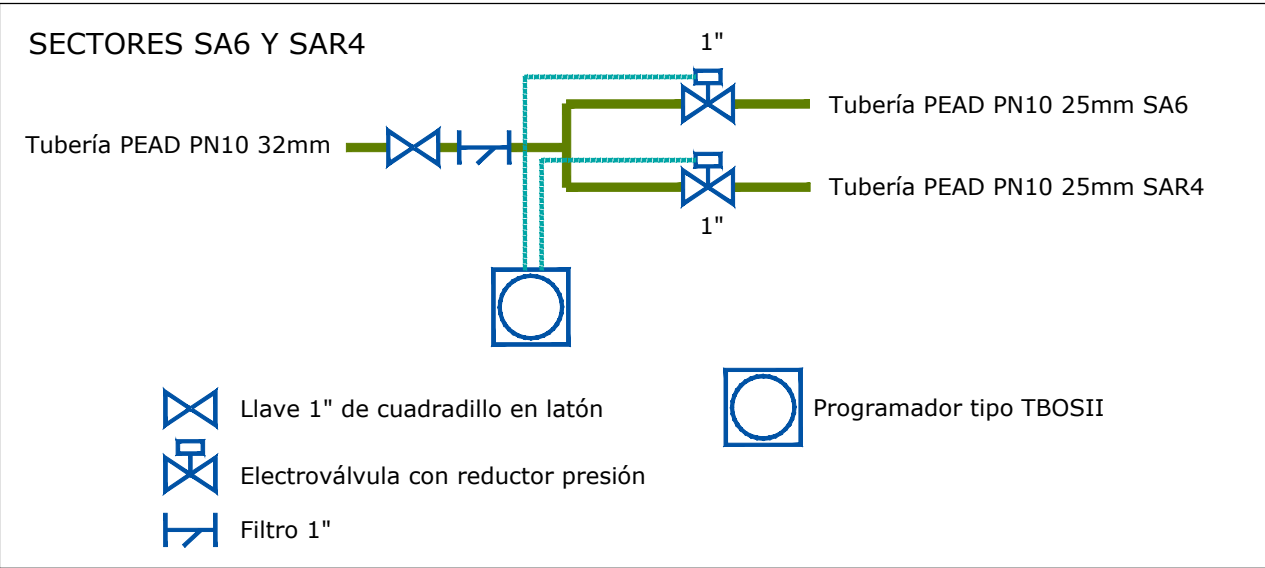 SECTORES SA6 Y SAR4
1"
Tubería PEAD PN10 25mm SA6
Tubería PEAD PN10 32mm
Tubería PEAD PN10 25mm SAR4
1"
Llave 1" de cuadradillo en latón
Programador tipo TBOSII
Electroválvula con reductor presión
Filtro 1"